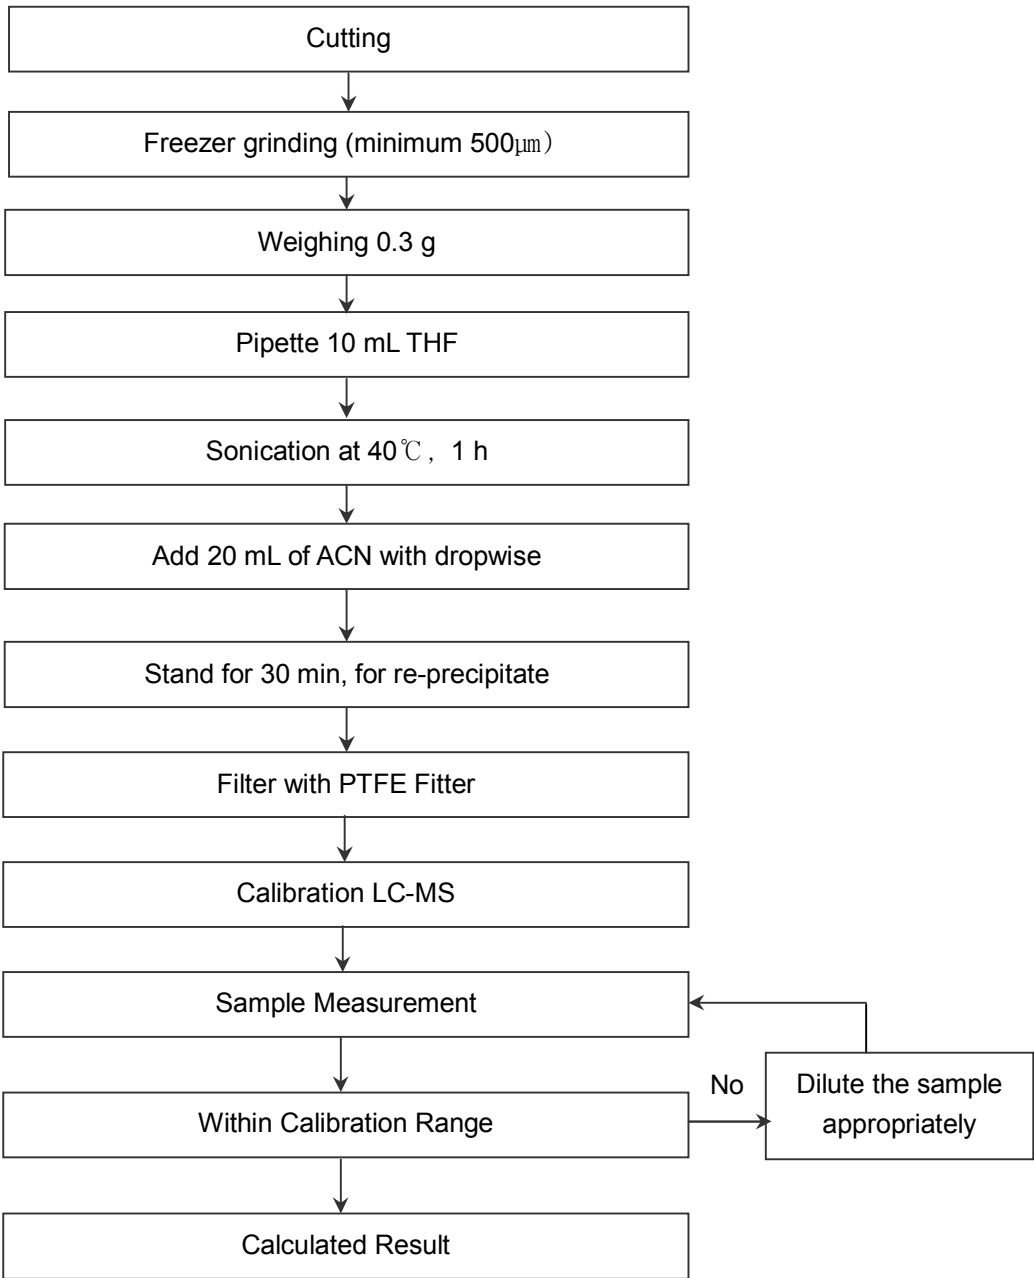 Cutting
Freezer grinding (minimum 500μm)
Weighing 0.3 g
Pipette 10 mL THF
Sonication at 40℃, 1 h
Add 20 mL of ACN with dropwise
Stand for 30 min, for re-precipitate
Filter with PTFE Fitter
Calibration LC-MS
Sample Measurement
Within Calibration Range
No
Dilute the sample
appropriately
Calculated Result